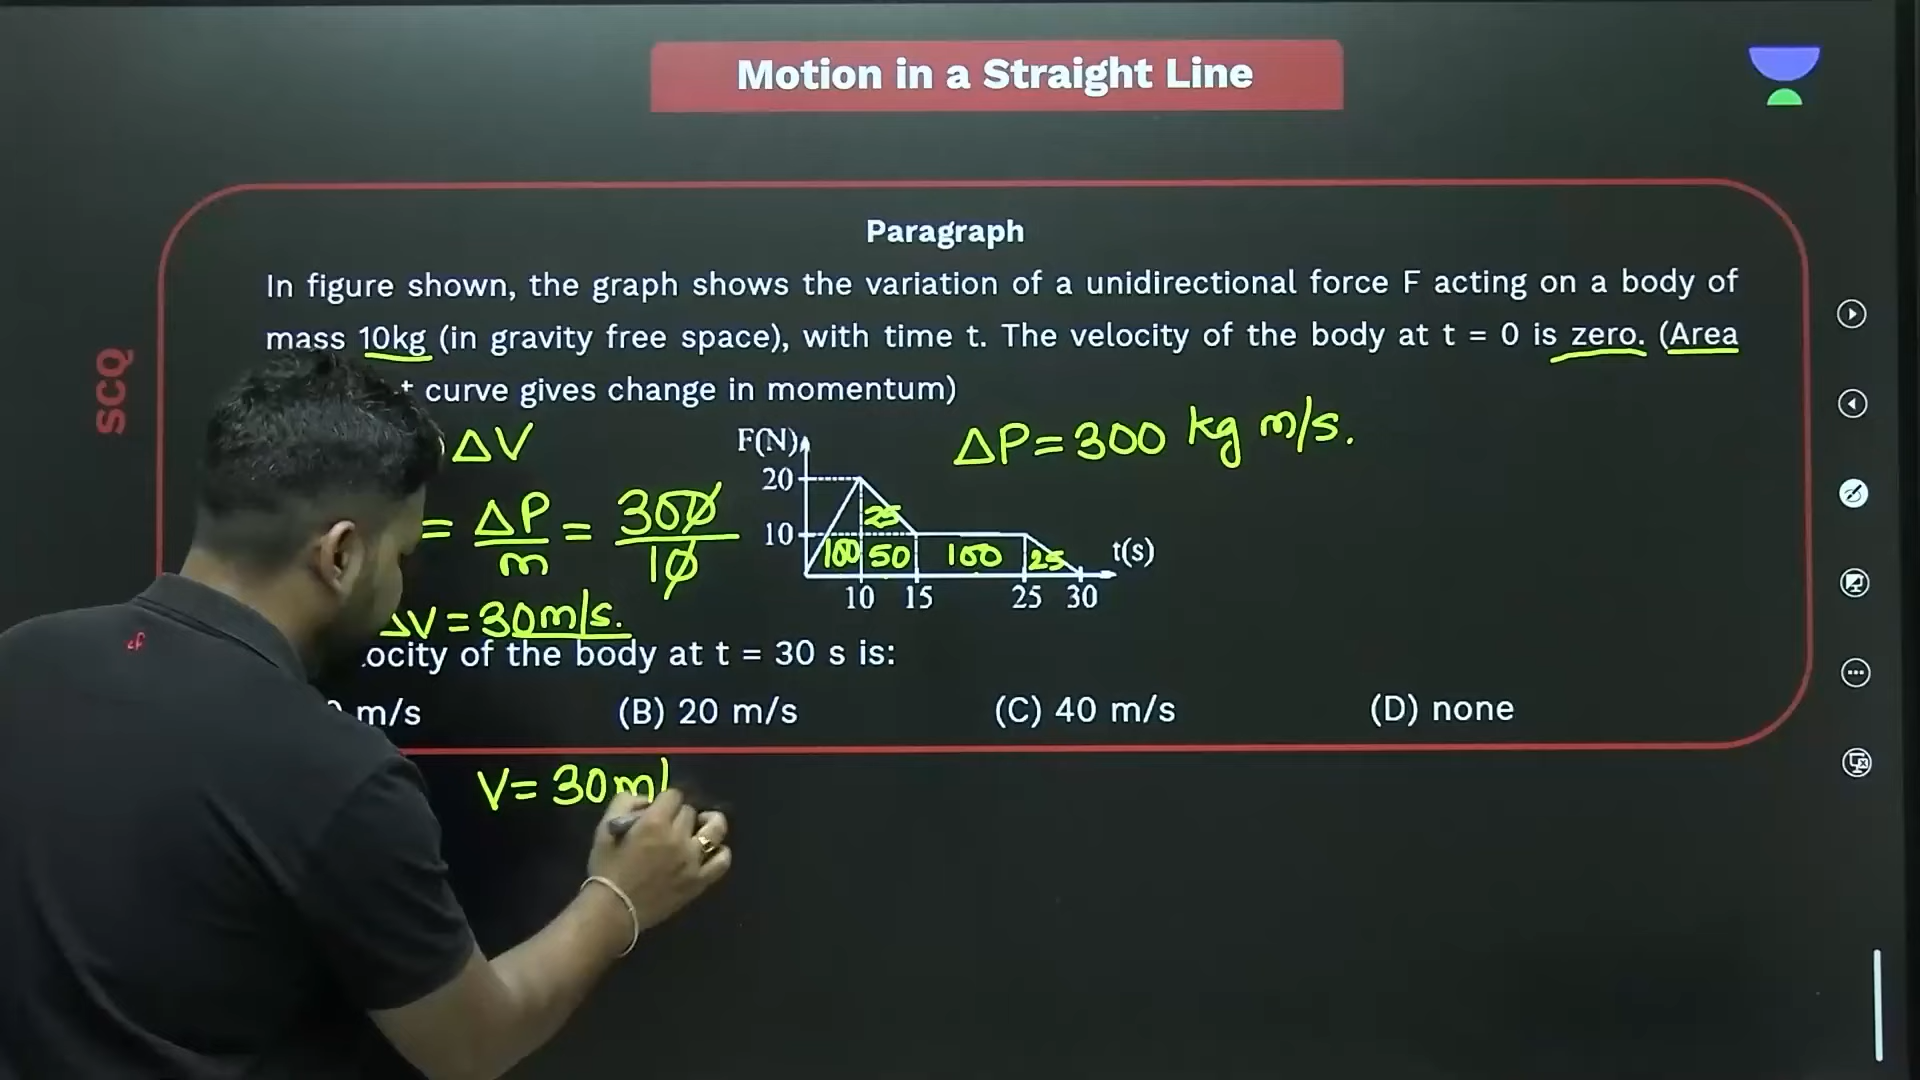 Motion in a Straight Line
SCQ
Paragraph
In figure shown, the graph shows the variation of a unidirectional force F acting on a body of
mass 10kg (in gravity free space), with time t. The velocity of the body at t = 0 is zero. (Area
t curve gives change in momentum)
ΔV
F(N)
ΔP = 300 kg m/s.
20
= ΔP/m = 300/10
25
10
100 50 100 25
t(s)
10 15 25 30
ΔV = 30m/s.
ocity of the body at t = 30 s is:
m/s (B) 20 m/s (C) 40 m/s (D) none
V = 30m/